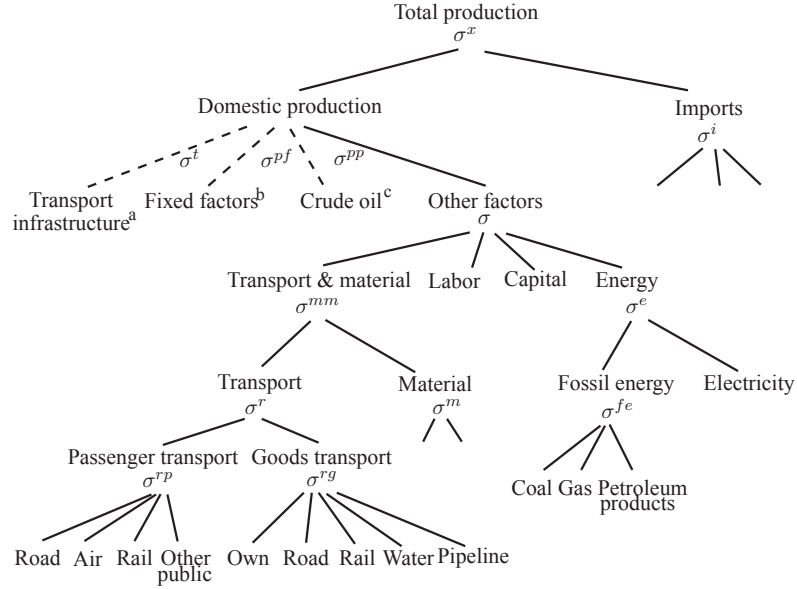 Total production
σ^x
Domestic production
Imports
σ^i
σ^t
σ^{pf}
σ^{pp}
Transport
infrastructure^a
Fixed factors^b
Crude oil^c
Other factors
σ
Transport & material
σ^{mm}
Labor
Capital
Energy
σ^e
Transport
σ^r
Material
σ^m
Fossil energy
σ^{fe}
Electricity
Passenger transport
σ^{rp}
Goods transport
σ^{rg}
Coal Gas Petroleum
products
Road Air Rail Other
public
Own Road Rail Water Pipeline